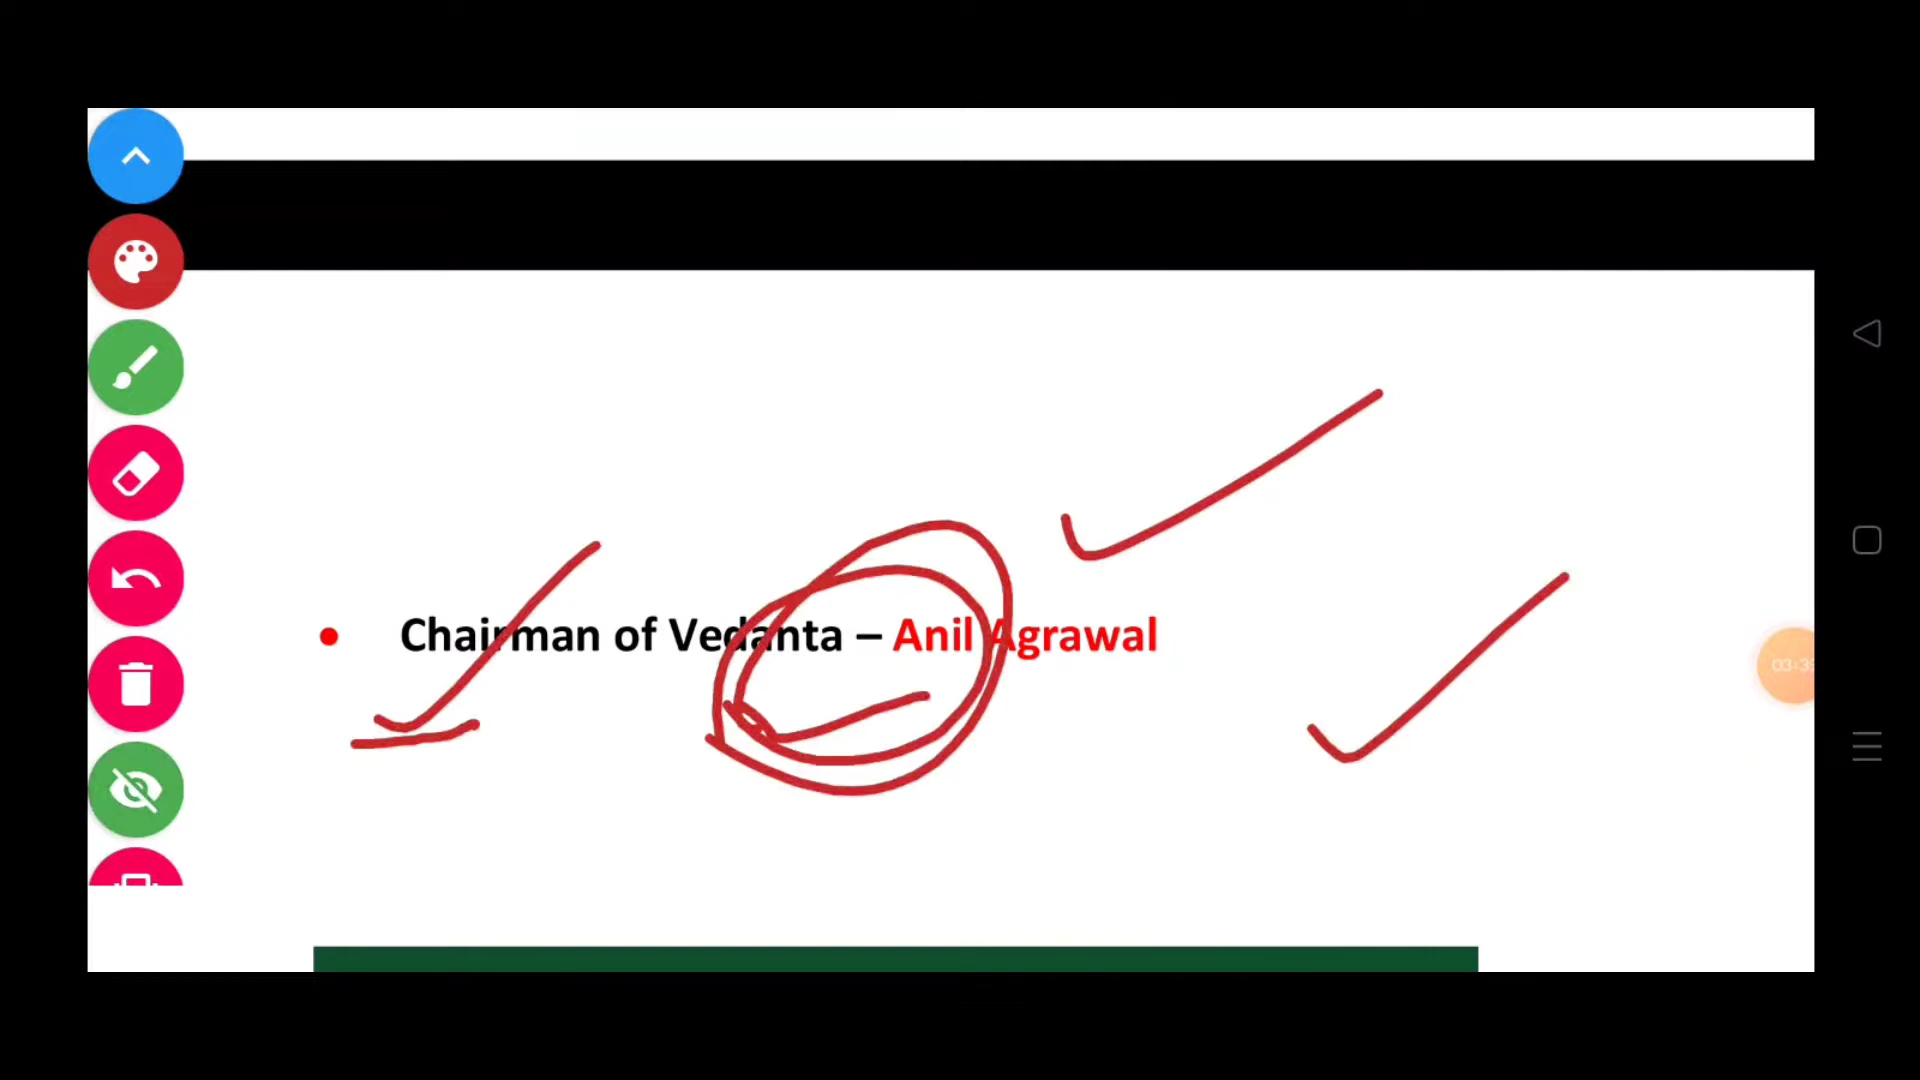 • Chairman of Vedanta – Anil Agrawal